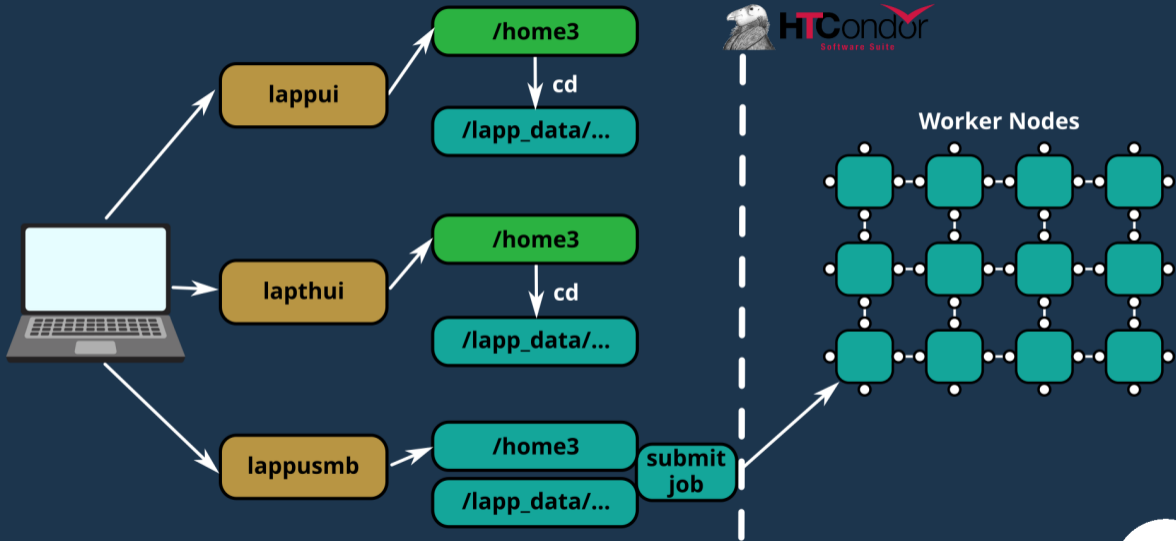 /home3
HTCondor
Software Suite
lappui
cd
/lapp_data/...
Worker Nodes
/home3
lapthui
cd
/lapp_data/...
/home3
lappusmb
submit
job
/lapp_data/...